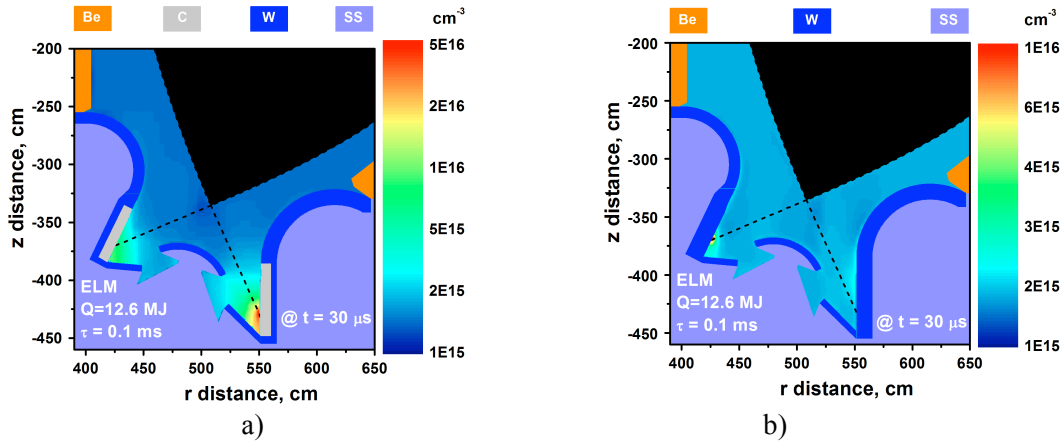 Be C W SS cm-3
-200
-250
-300
-350
-400
-450
z distance, cm
400 450 500 550 600 650
r distance, cm
ELM
Q=12.6 MJ
τ = 0.1 ms
@ t = 30 μs
5E16
2E16
1E16
5E15
2E15
1E15
a)
Be W SS cm-3
-200
-250
-300
-350
-400
-450
z distance, cm
400 450 500 550 600 650
r distance, cm
ELM
Q=12.6 MJ
τ = 0.1 ms
@ t = 30 μs
1E16
6E15
4E15
3E15
2E15
1E15
b)